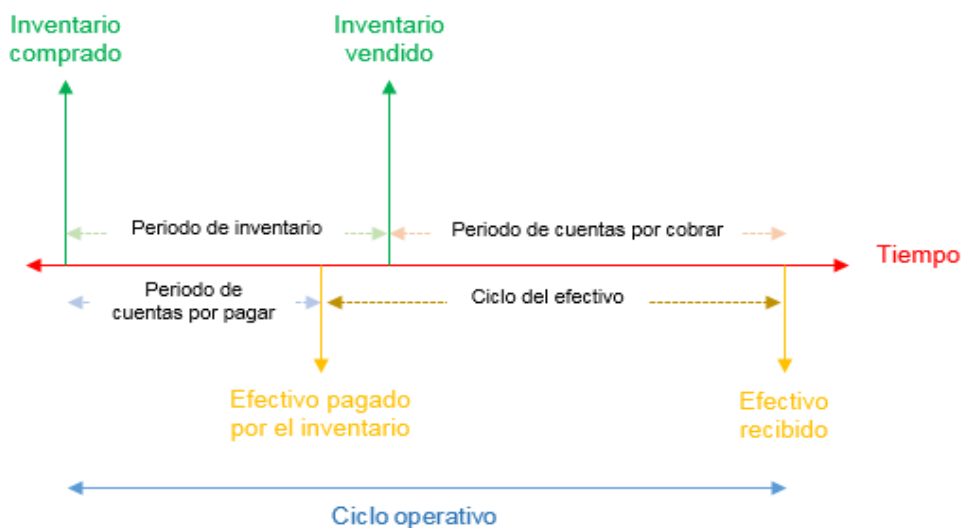 Inventario
comprado
Inventario
vendido
Periodo de inventario
Periodo de cuentas por cobrar
Tiempo
Periodo de
cuentas por pagar
Ciclo del efectivo
Efectivo pagado
por el inventario
Efectivo
recibido
Ciclo operativo